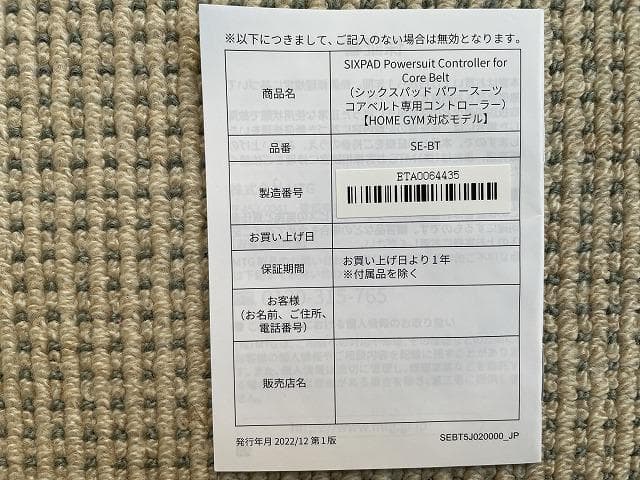 ※以下につきまして、ご記入のない場合は無効となります。
商品名
SIXPAD Powersuit Controller for
Core Belt
（シックスパッド パワースーツ
コアベルト専用コントローラー）
【HOME GYM対応モデル】
品番
SE-BT
製造番号
ETA0064435
お買い上げ日
保証期間
お買い上げ日より1年
※付属品を除く
お客様
（お名前、ご住所、
電話番号）
販売店名
発行年月 2022/12 第1版
SEBT5J020000_JP